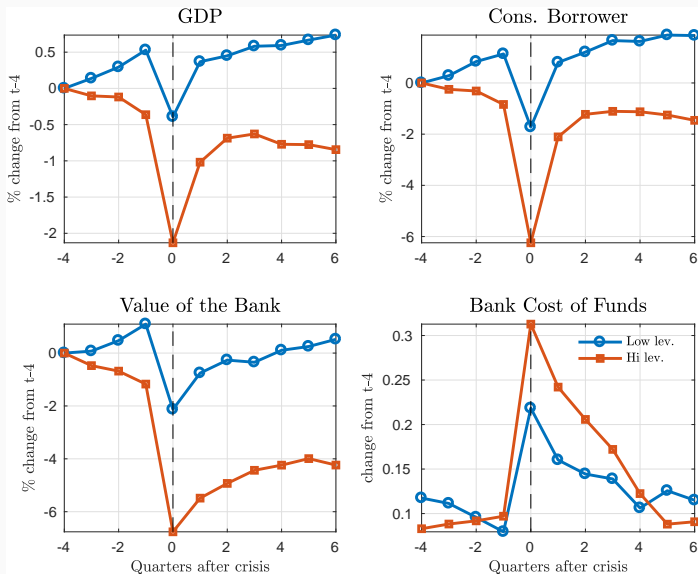 GDP
% change from t-4
0.5
0
-0.5
-1
-1.5
-2
-4 -2 0 2 4 6
Cons. Borrower
% change from t-4
0
-2
-4
-6
-4 -2 0 2 4 6
Value of the Bank
% change from t-4
0
-2
-4
-6
-4 -2 0 2 4 6
Quarters after crisis
Bank Cost of Funds
change from t-4
0.3
0.25
0.2
0.15
0.1
Low lev.
Hi lev.
-4 -2 0 2 4 6
Quarters after crisis